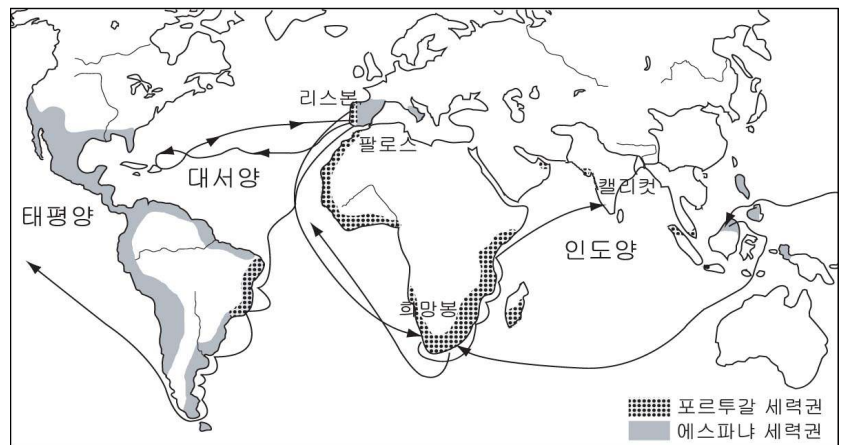 리스본
팔로스
대서양
캘리컷
태평양
인도양
희망봉
포르투갈 세력권
에스파냐 세력권